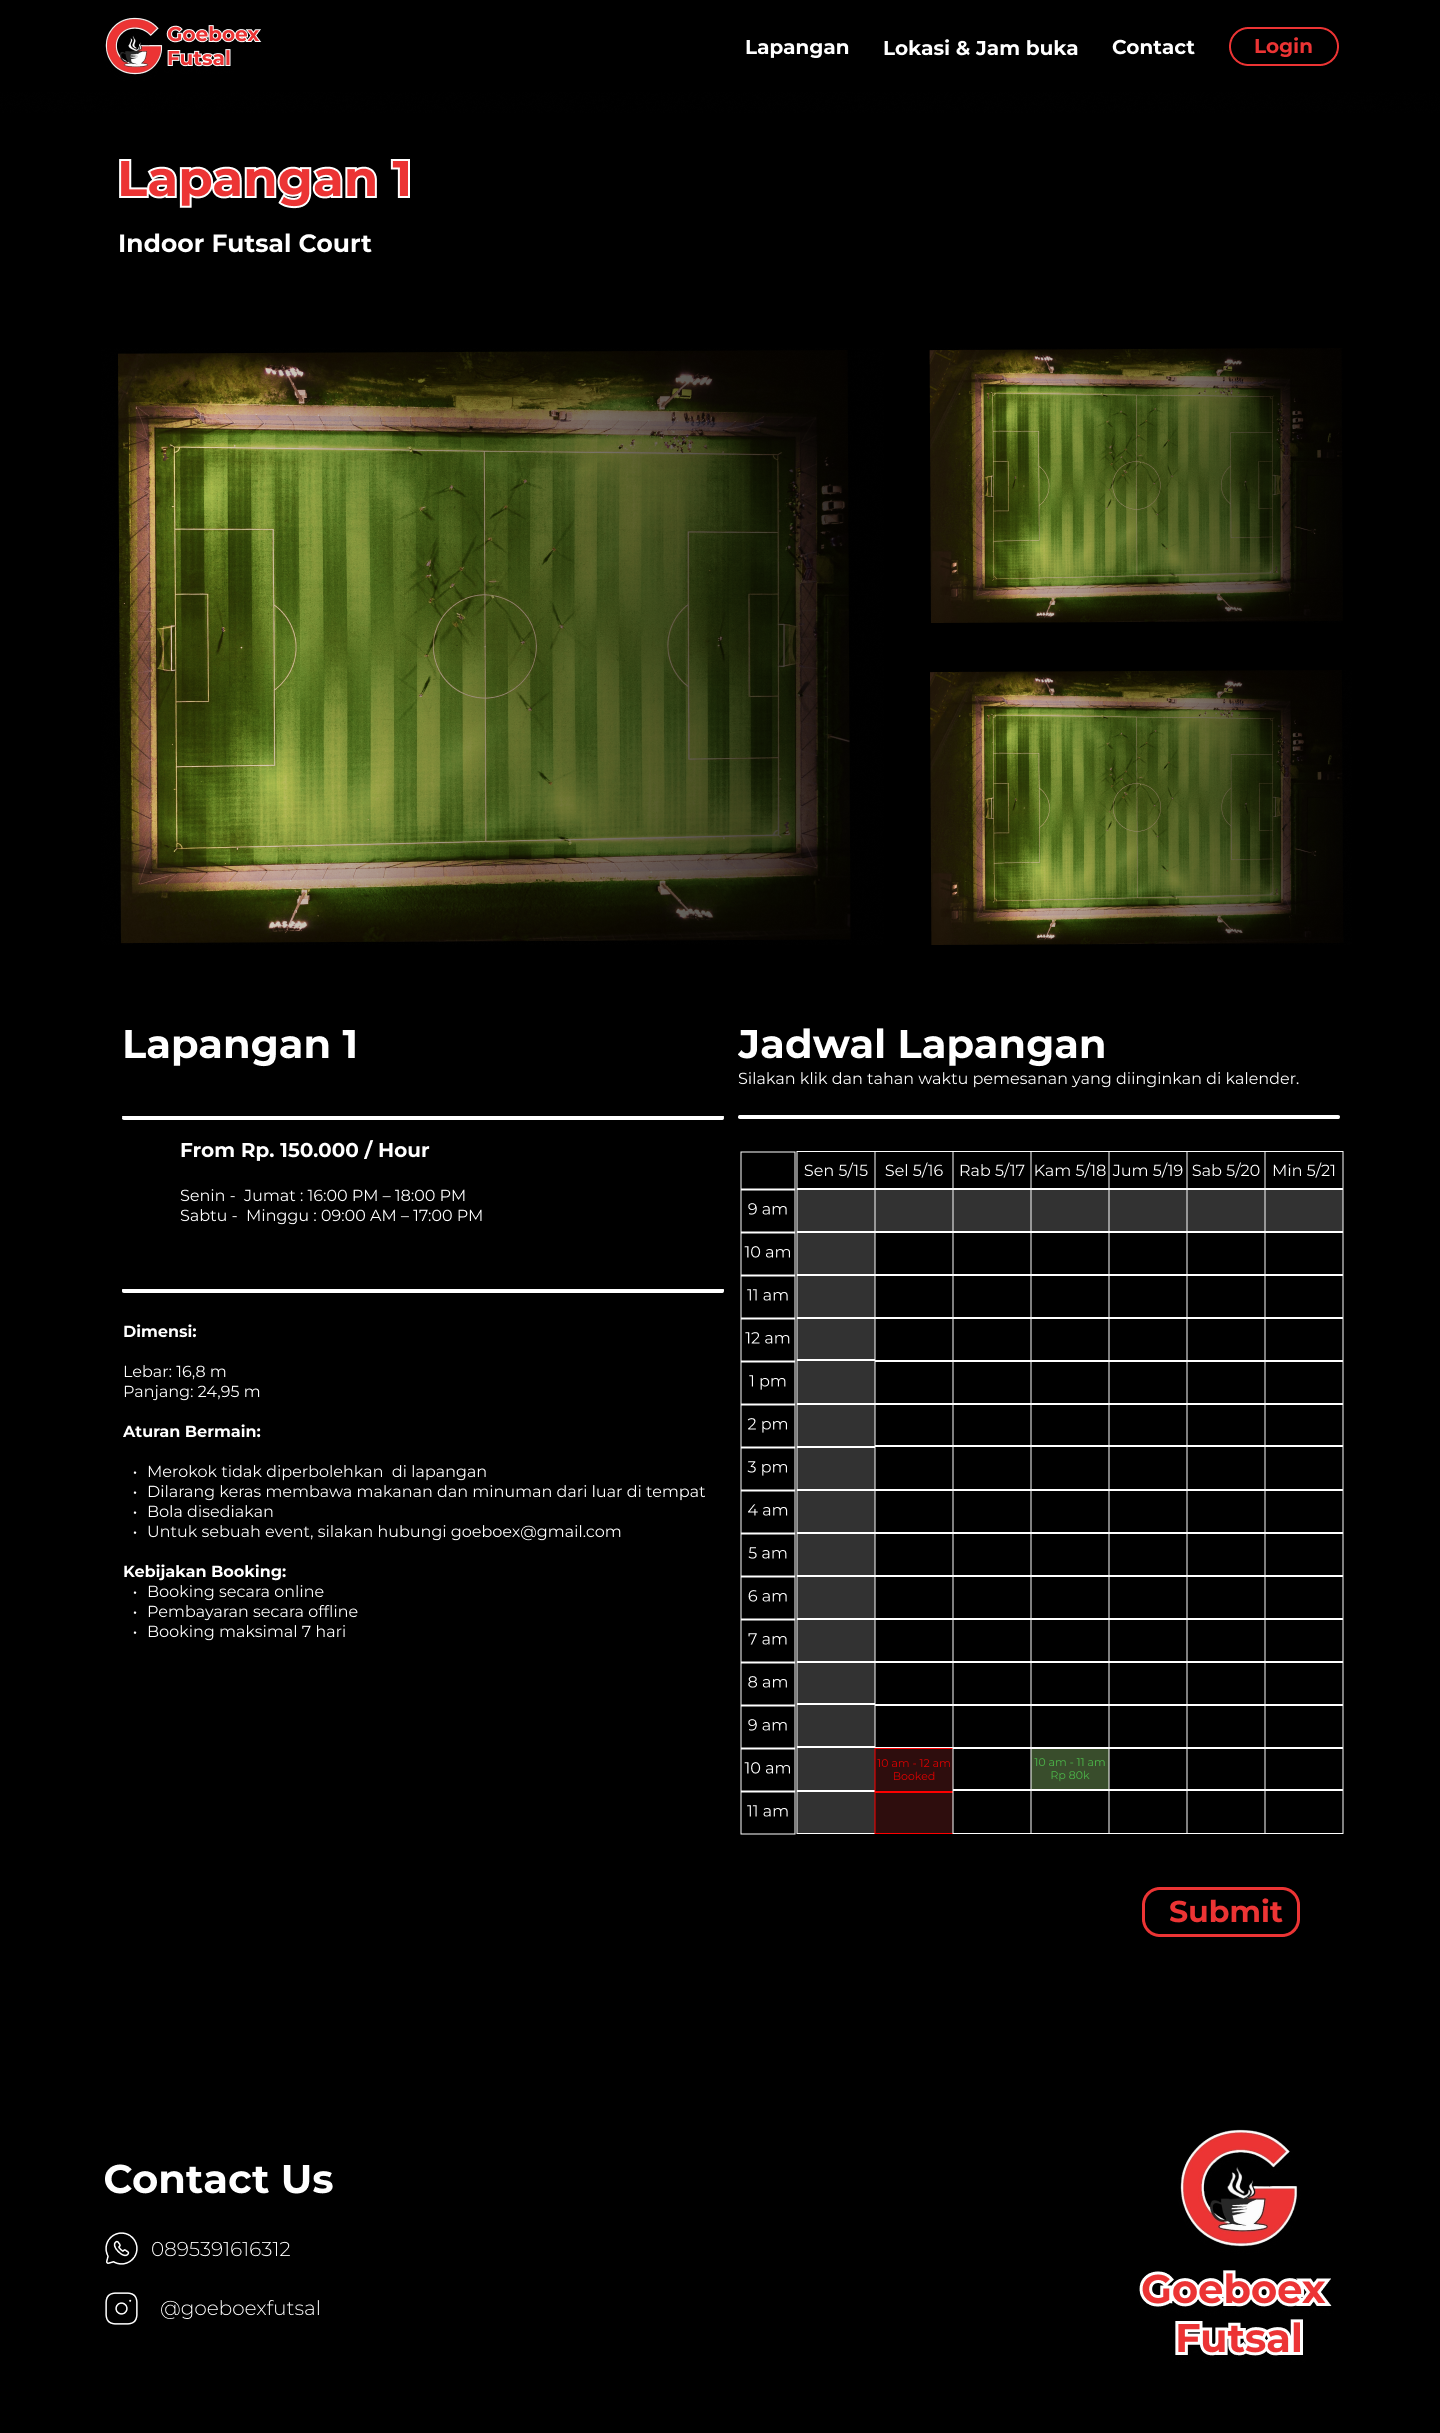 Goeboex
Futsal
Lapangan
Lokasi & Jam buka
Contact
Login
Lapangan 1
Indoor Futsal Court
Lapangan 1
From Rp. 150.000 / Hour
Senin - Jumat : 16:00 PM – 18:00 PM
Sabtu - Minggu : 09:00 AM – 17:00 PM
Dimensi:
Lebar: 16,8 m
Panjang: 24,95 m
Aturan Bermain:
• Merokok tidak diperbolehkan di lapangan
• Dilarang keras membawa makanan dan minuman dari luar di tempat
• Bola disediakan
• Untuk sebuah event, silakan hubungi goeboex@gmail.com
Kebijakan Booking:
• Booking secara online
• Pembayaran secara offline
• Booking maksimal 7 hari
Jadwal Lapangan
Silakan klik dan tahan waktu pemesanan yang diinginkan di kalender.
Sen 5/15 Sel 5/16 Rab 5/17 Kam 5/18 Jum 5/19 Sab 5/20 Min 5/21
9 am
10 am
11 am
12 am
1 pm
2 pm
3 pm
4 am
5 am
6 am
7 am
8 am
9 am
10 am
10 am - 12 am
Booked
10 am - 11 am
Rp 80k
11 am
Submit
Contact Us
0895391616312
@goeboexfutsal
Goeboex
Futsal